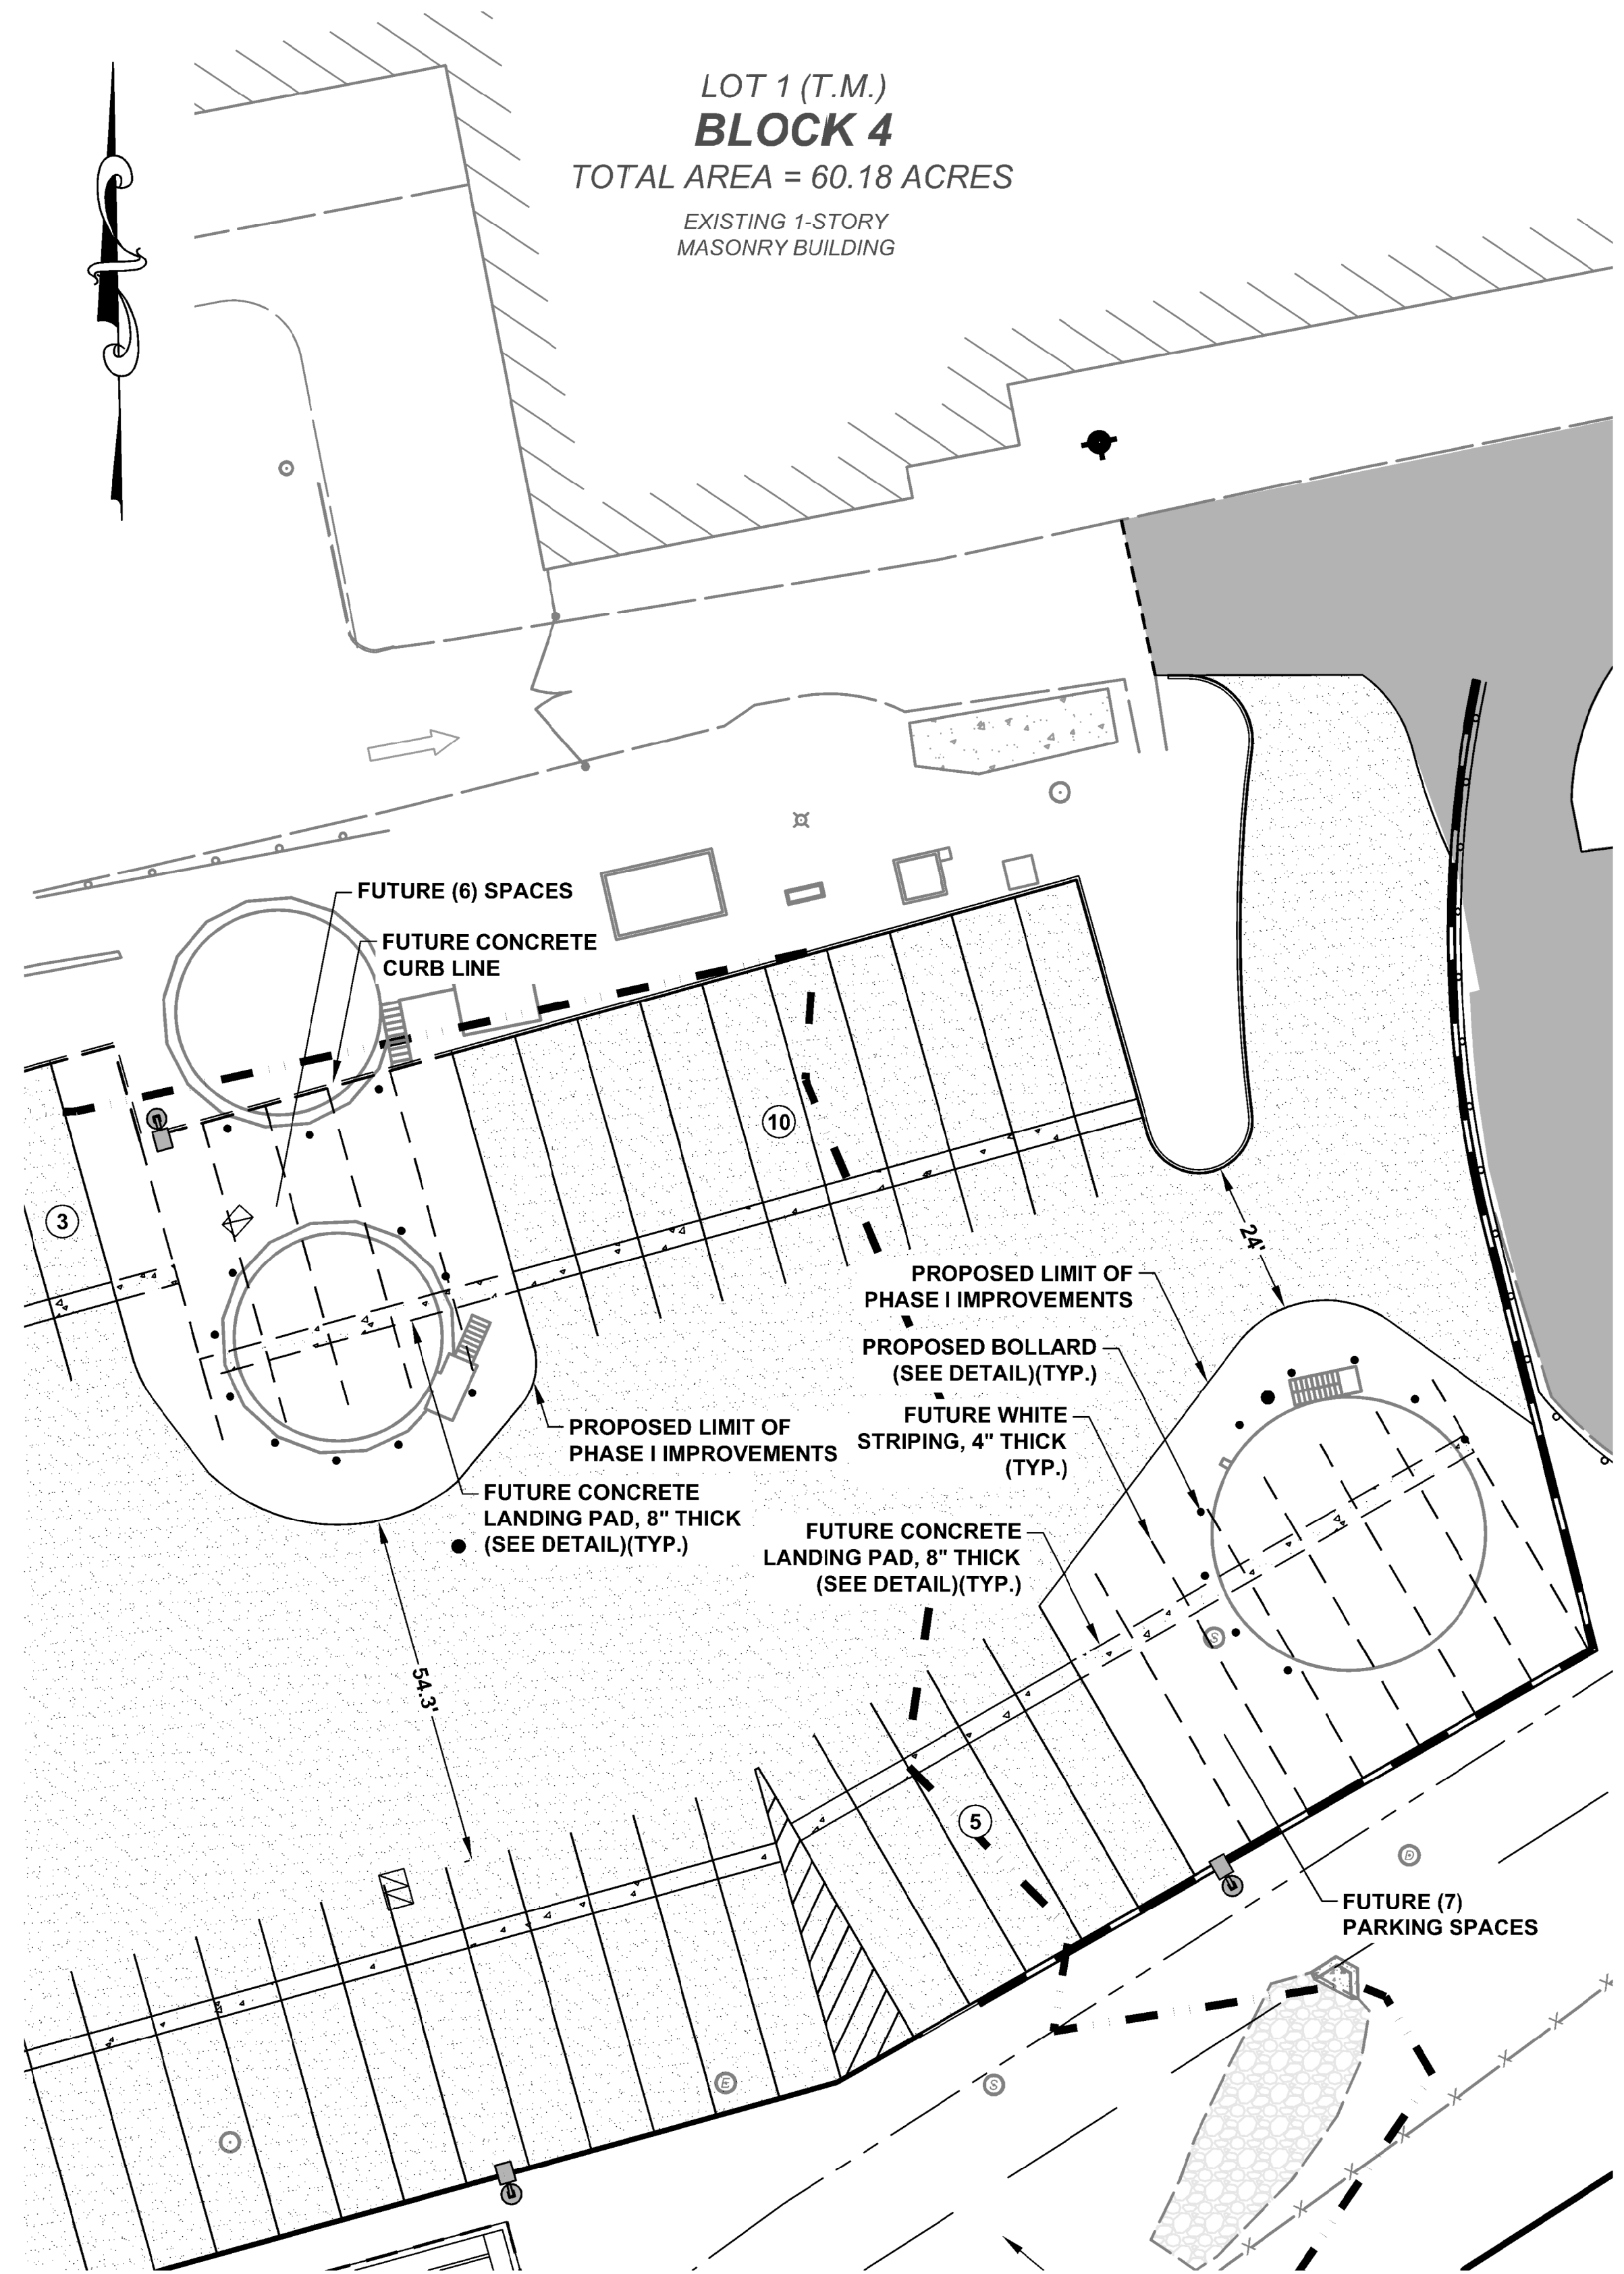 LOT 1 (T.M.)
BLOCK 4
TOTAL AREA = 60.18 ACRES
EXISTING 1-STORY
MASONRY BUILDING
FUTURE (6) SPACES
FUTURE CONCRETE
CURB LINE
10
3
24'
PROPOSED LIMIT OF
PHASE I IMPROVEMENTS
PROPOSED BOLLARD
(SEE DETAIL)(TYP.)
FUTURE WHITE
STRIPING, 4" THICK
(TYP.)
PROPOSED LIMIT OF
PHASE I IMPROVEMENTS
FUTURE CONCRETE
LANDING PAD, 8" THICK
(SEE DETAIL)(TYP.)
FUTURE CONCRETE
LANDING PAD, 8" THICK
(SEE DETAIL)(TYP.)
S
54.3'
5
D
FUTURE (7)
PARKING SPACES
E
S